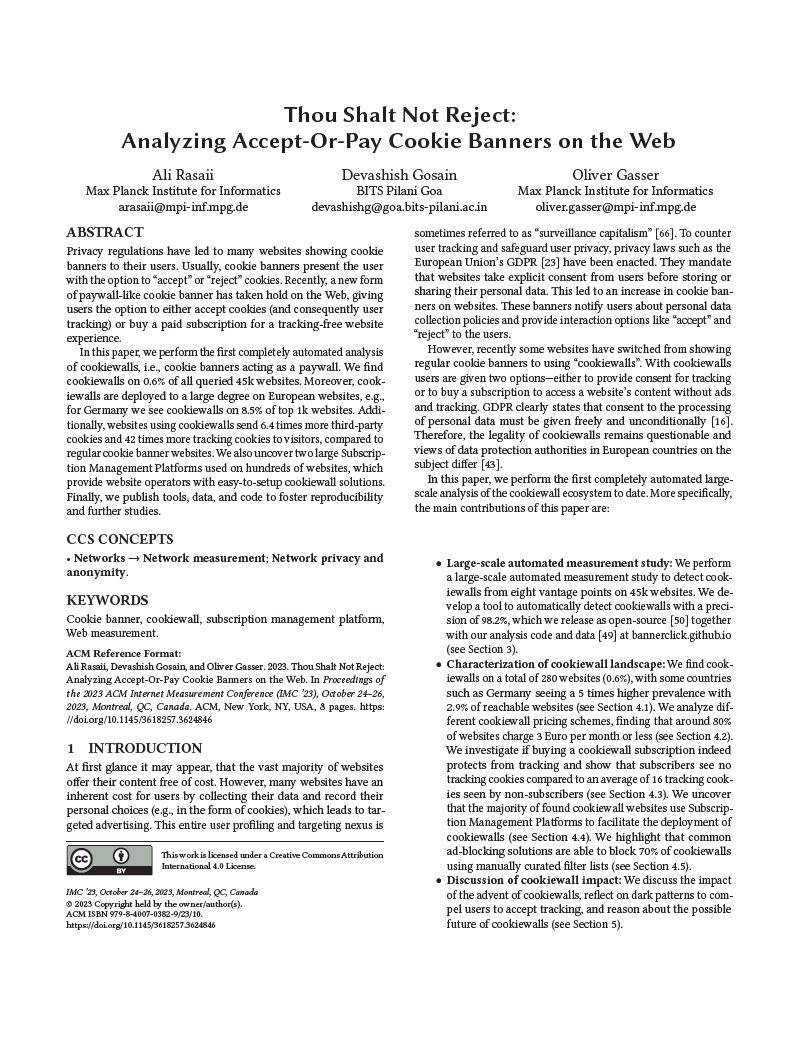 Thou Shalt Not Reject:
Analyzing Accept-Or-Pay Cookie Banners on the Web
Ali Rasaii
Max Planck Institute for Informatics
arasaii@mpi-inf.mpg.de
Devashish Gosain
BITS Pilani Goa
devashishg@goa.bits-pilani.ac.in
Oliver Gasser
Max Planck Institute for Informatics
oliver.gasser@mpi-inf.mpg.de
ABSTRACT
Privacy regulations have led to many websites showing cookie
banners to their users. Usually, cookie banners present the user
with the option to "accept" or "reject" cookies. Recently, a new form
of paywall-like cookie banner has taken hold on the Web, giving
users the option to either accept cookies (and consequently user
tracking) or buy a paid subscription for a tracking-free website
experience.
In this paper, we perform the first completely automated analysis
of cookiewalls, i.e., cookie banners acting as a paywall. We find
cookiewalls on 0.6% of all queried 45k websites. Moreover, cook-
iewalls are deployed to a large degree on European websites, e.g.,
for Germany we see cookiewalls on 8.5% of top 1k websites. Addi-
tionally, websites using cookiewalls send 6.4 times more third-party
cookies and 42 times more tracking cookies to visitors, compared to
regular cookie banner websites. We also uncover two large Subscrip-
tion Management Platforms used on hundreds of websites, which
provide website operators with easy-to-setup cookiewall solutions.
Finally, we publish tools, data, and code to foster reproducibility
and further studies.
CCS CONCEPTS
• Networks → Network measurement; Network privacy and
anonymity.
KEYWORDS
Cookie banner, cookiewall, subscription management platform,
Web measurement.
ACM Reference Format:
Ali Rasaii, Devashish Gosain, and Oliver Gasser. 2023. Thou Shalt Not Reject:
Analyzing Accept-Or-Pay Cookie Banners on the Web. In Proceedings of
the 2023 ACM Internet Measurement Conference (IMC '23), October 24–26,
2023, Montreal, QC, Canada. ACM, New York, NY, USA, 8 pages. https:
//doi.org/10.1145/3618257.3624846
1 INTRODUCTION
At first glance it may appear, that the vast majority of websites
offer their content free of cost. However, many websites have an
inherent cost for users by collecting their data and record their
personal choices (e.g., in the form of cookies), which leads to tar-
geted advertising. This entire user profiling and targeting nexus is
CC BY
This work is licensed under a Creative Commons Attribution
International 4.0 License.
IMC '23, October 24–26, 2023, Montreal, QC, Canada
© 2023 Copyright held by the owner/author(s).
ACM ISBN 979-8-4007-0382-9/23/10.
https://doi.org/10.1145/3618257.3624846
sometimes referred to as "surveillance capitalism" [66]. To counter
user tracking and safeguard user privacy, privacy laws such as the
European Union's GDPR [23] have been enacted. They mandate
that websites take explicit consent from users before storing or
sharing their personal data. This led to an increase in cookie ban-
ners on websites. These banners notify users about personal data
collection policies and provide interaction options like "accept" and
"reject" to the users.
However, recently some websites have switched from showing
regular cookie banners to using "cookiewalls". With cookiewalls
users are given two options—either to provide consent for tracking
or to buy a subscription to access a website's content without ads
and tracking. GDPR clearly states that consent to the processing
of personal data must be given freely and unconditionally [16].
Therefore, the legality of cookiewalls remains questionable and
views of data protection authorities in European countries on the
subject differ [43].
In this paper, we perform the first completely automated large-
scale analysis of the cookiewall ecosystem to date. More specifically,
the main contributions of this paper are:
• Large-scale automated measurement study: We perform
a large-scale automated measurement study to detect cook-
iewalls from eight vantage points on 45k websites. We de-
velop a tool to automatically detect cookiewalls with a preci-
sion of 98.2%, which we release as open-source [50] together
with our analysis code and data [49] at bannerclick.github.io
(see Section 3).
• Characterization of cookiewall landscape: We find cook-
iewalls on a total of 280 websites (0.6%), with some countries
such as Germany seeing a 5 times higher prevalence with
2.9% of reachable websites (see Section 4.1). We analyze dif-
ferent cookiewall pricing schemes, finding that around 80%
of websites charge 3 Euro per month or less (see Section 4.2).
We investigate if buying a cookiewall subscription indeed
protects from tracking and show that subscribers see no
tracking cookies compared to an average of 16 tracking cook-
ies seen by non-subscribers (see Section 4.3). We uncover
that the majority of found cookiewall websites use Subscrip-
tion Management Platforms to facilitate the deployment of
cookiewalls (see Section 4.4). We highlight that common
ad-blocking solutions are able to block 70% of cookiewalls
using manually curated filter lists (see Section 4.5).
• Discussion of cookiewall impact: We discuss the impact
of the advent of cookiewalls, reflect on dark patterns to com-
pel users to accept tracking, and reason about the possible
future of cookiewalls (see Section 5).